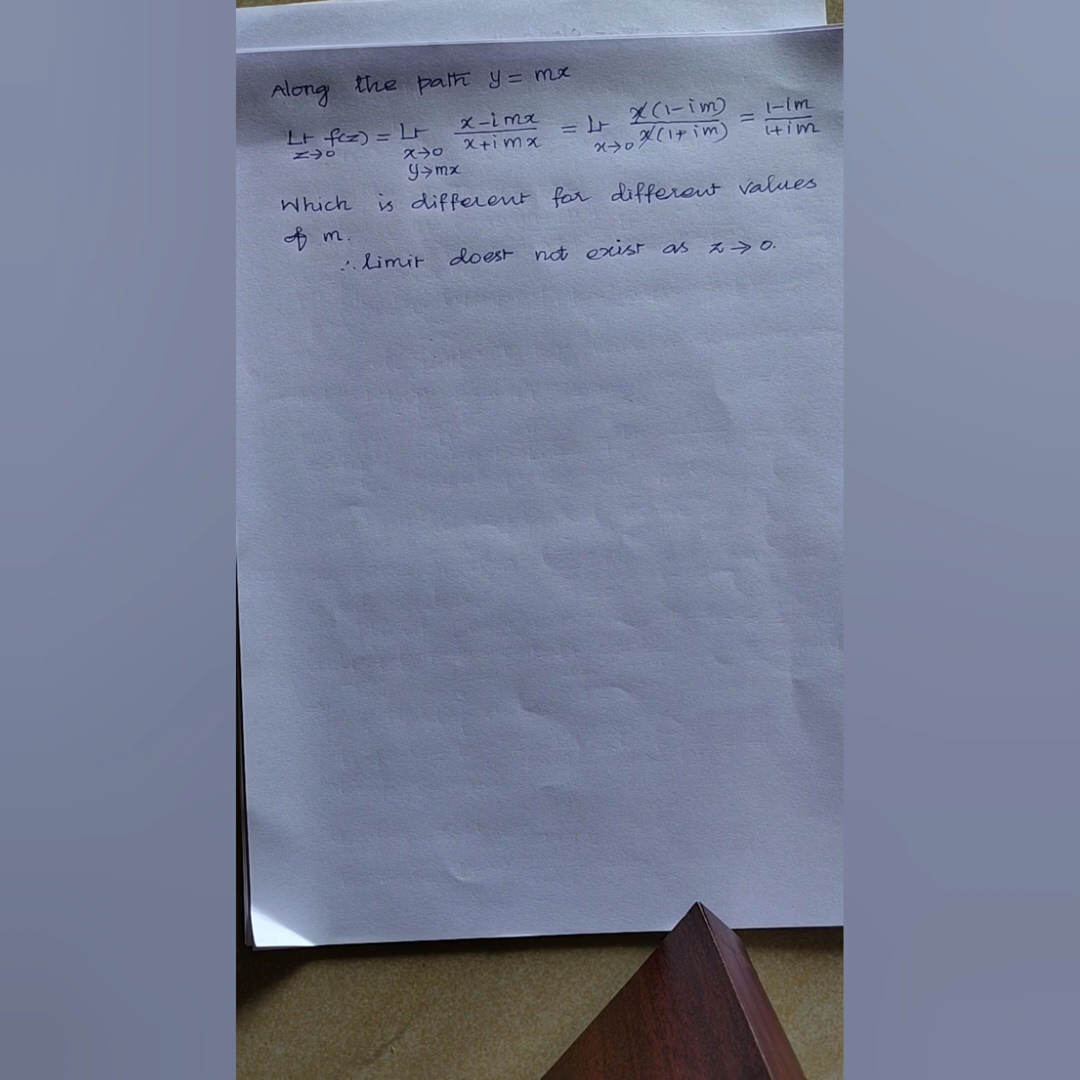 Along the path y = mx
Lt z→0 f(z) = Lt x→0 y→mx (x-imx)/(x+imx) = Lt x→0 x(1-im)/x(1+im) = (1-im)/(1+im)
Which is different for different values
of m.
∴ limit doest not exist as z→0.